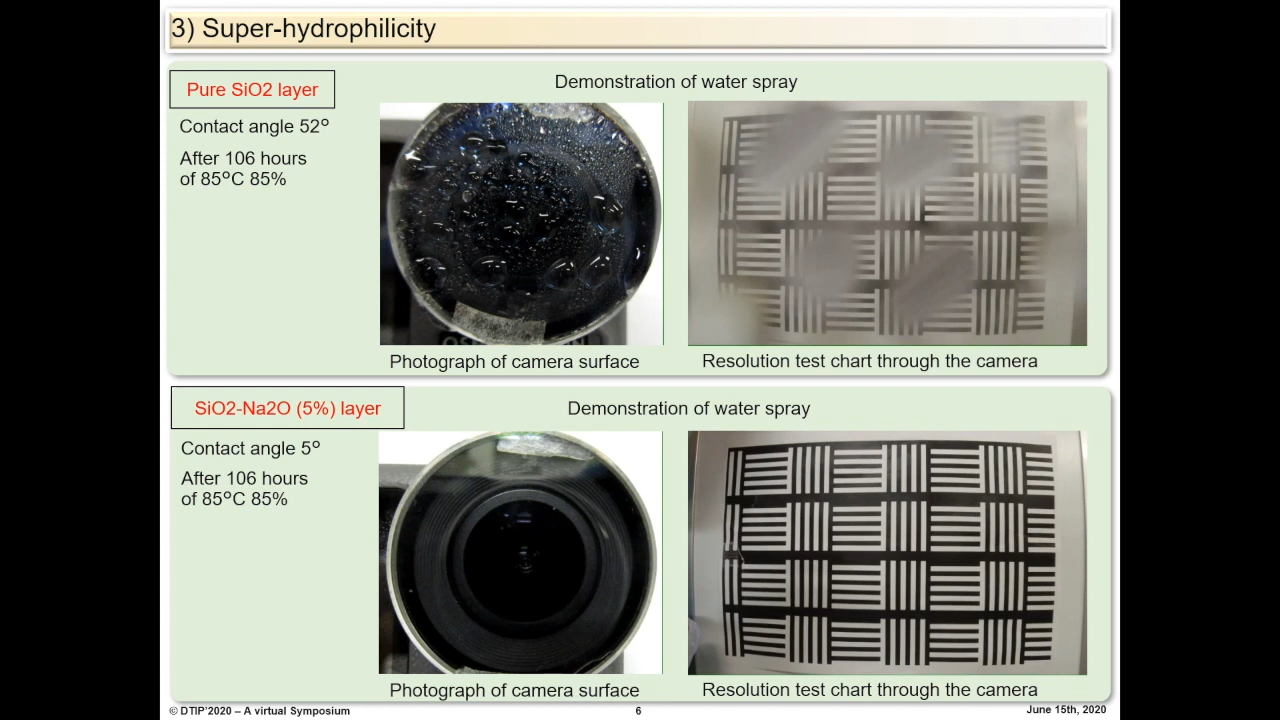 3) Super-hydrophilicity
Pure SiO2 layer
Demonstration of water spray
Contact angle 52°
After 106 hours
of 85°C 85%
Photograph of camera surface
Resolution test chart through the camera
SiO2-Na2O (5%) layer
Demonstration of water spray
Contact angle 5°
After 106 hours
of 85°C 85%
Photograph of camera surface
Resolution test chart through the camera
© DTIP'2020 – A virtual Symposium
6
June 15th, 2020